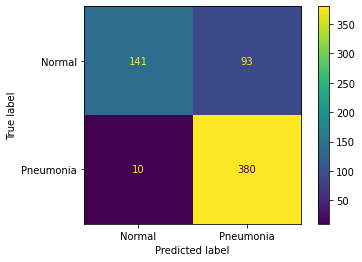 Normal
141
93
Pneumonia
10
380
Normal
Pneumonia
Predicted label
True label
350
300
250
200
150
100
50